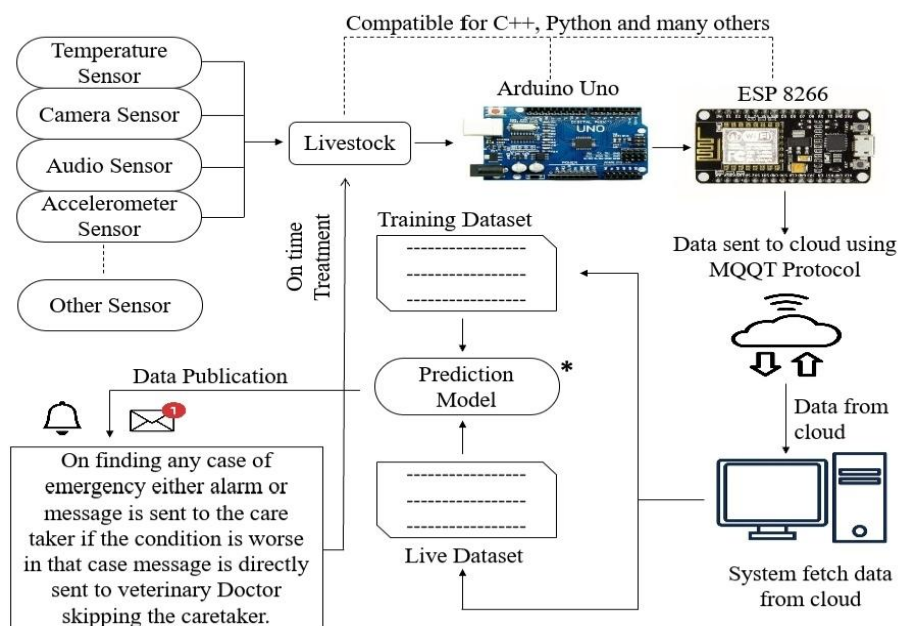 Compatible for C++, Python and many others
Temperature
Sensor
Camera Sensor
Audio Sensor
Accelerometer
Sensor
Other Sensor
Livestock
Arduino Uno
UNO
ESP 8266
Data sent to cloud using
MQQT Protocol
Data from
cloud
System fetch data
from cloud
Training Dataset
Prediction
Model
*
Live Dataset
On time
Treatment
Data Publication
1
On finding any case of
emergency either alarm or
message is sent to the care
taker if the condition is worse
in that case message is directly
sent to veterinary Doctor
skipping the caretaker.